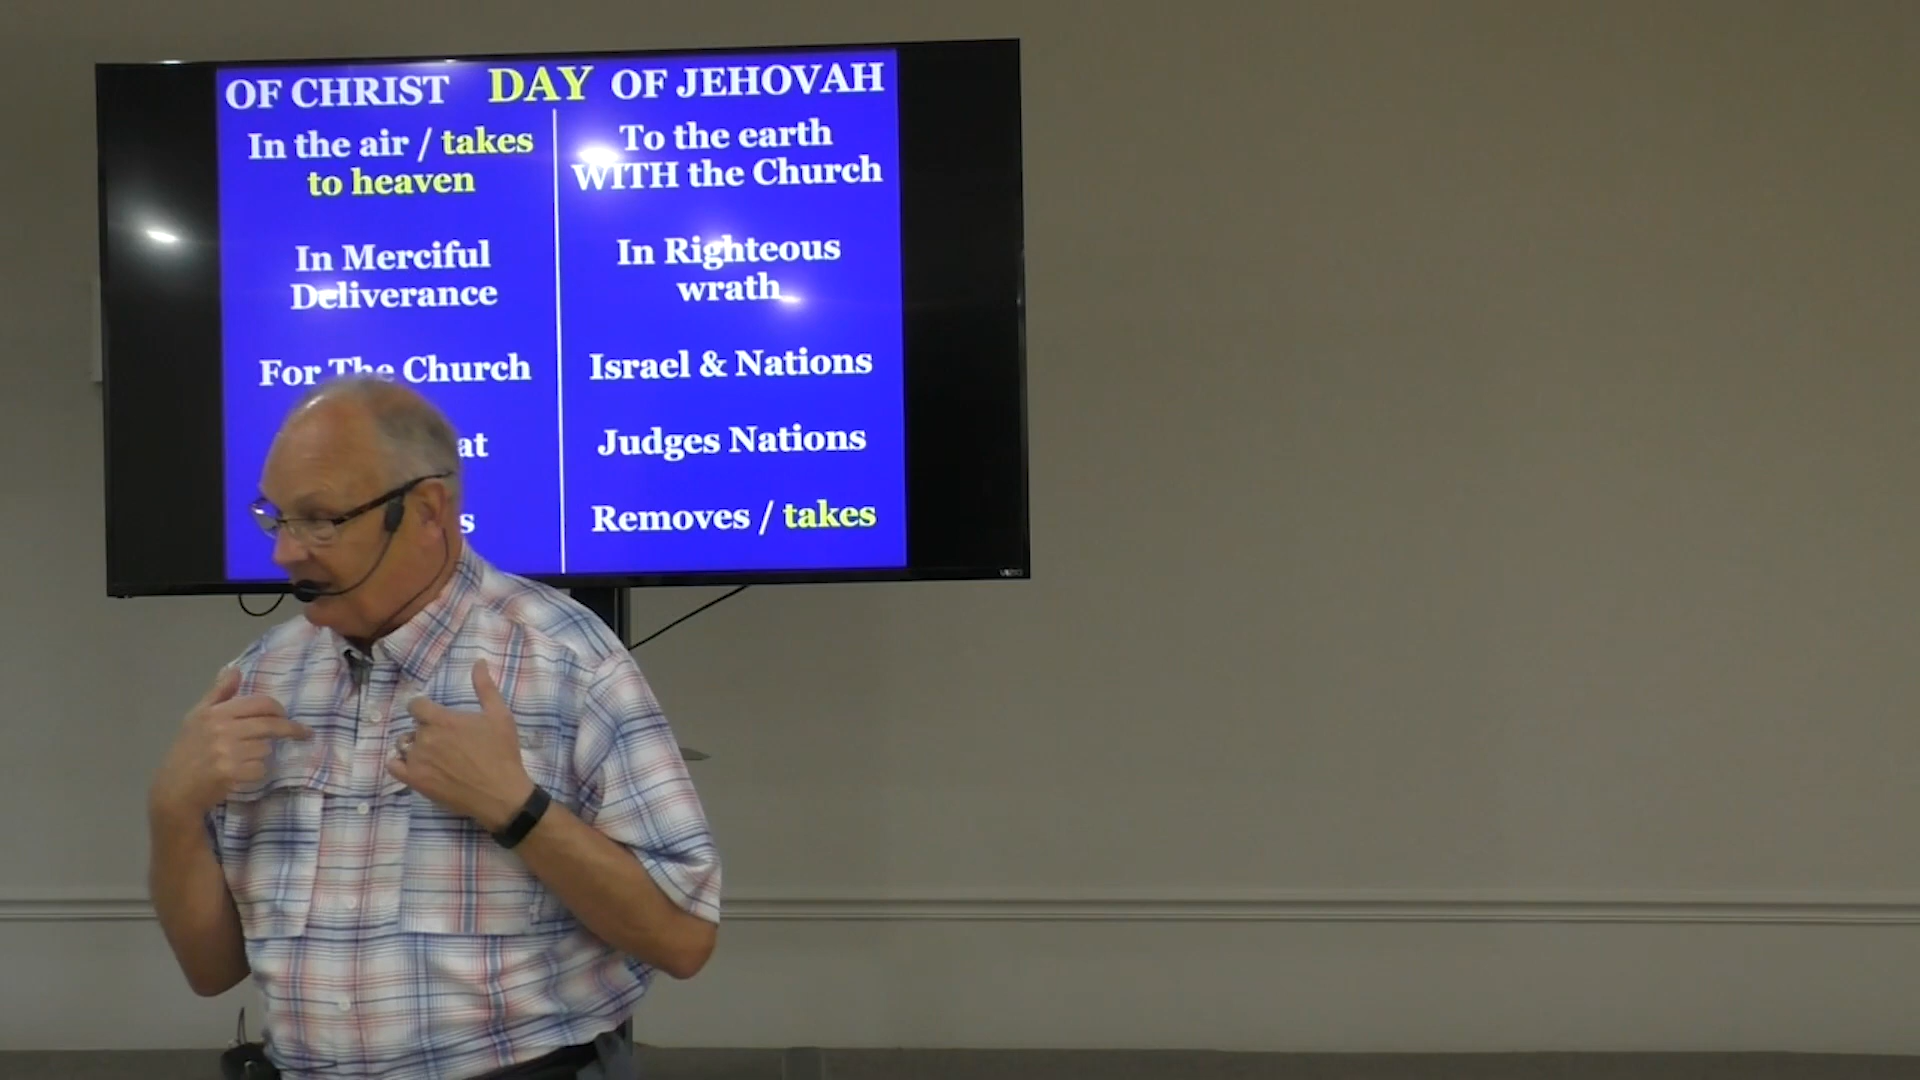 OF CHRIST DAY OF JEHOVAH
In the air / takes
to heaven
In Merciful
Deliverance
For The Church
To the earth
WITH the Church
In Righteous
wrath
Israel & Nations
Judges Nations
Removes / takes
VIZIO